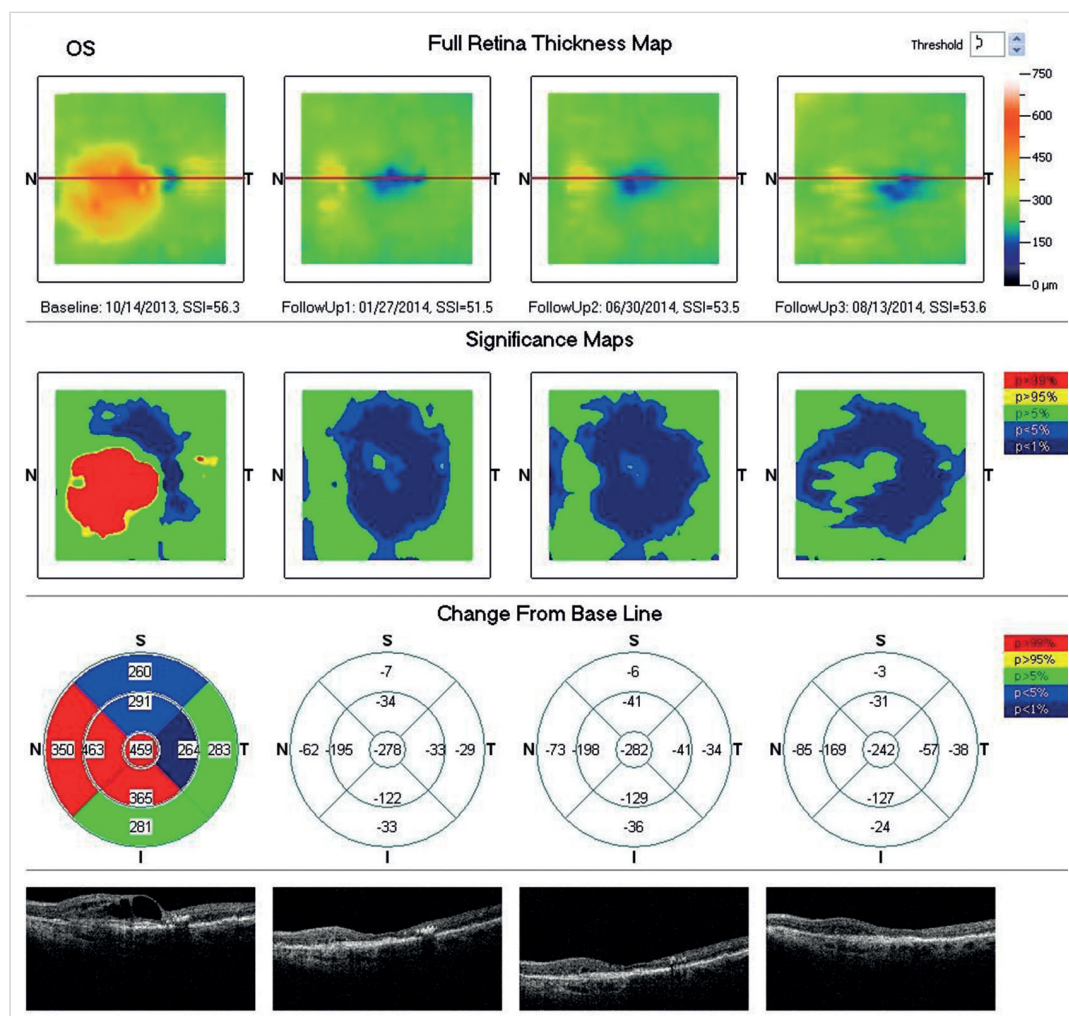 OS
Full Retina Thickness Map
Threshold 5
750
600
450
300
150
0 µm
N T N T N T N T
Baseline: 10/14/2013, SSI=56.3
FollowUp1: 01/27/2014, SSI=51.5
FollowUp2: 06/30/2014, SSI=53.5
FollowUp3: 08/13/2014, SSI=53.6
Significance Maps
p>99%
p>95%
p>5%
p<5%
p<1%
N T N T N T N T
Change From Base Line
p>99%
p>95%
p>5%
p<5%
p<1%
S S S S
260 -7 -6 -3
291 -34 -41 -31
N 350 463 459 264 283 T N -62 -195 -278 -33 -29 T N -73 -198 -282 -41 -34 T N -85 -169 -242 -57 -38 T
365 -122 -129 -127
281 -33 -36 -24
I I I I